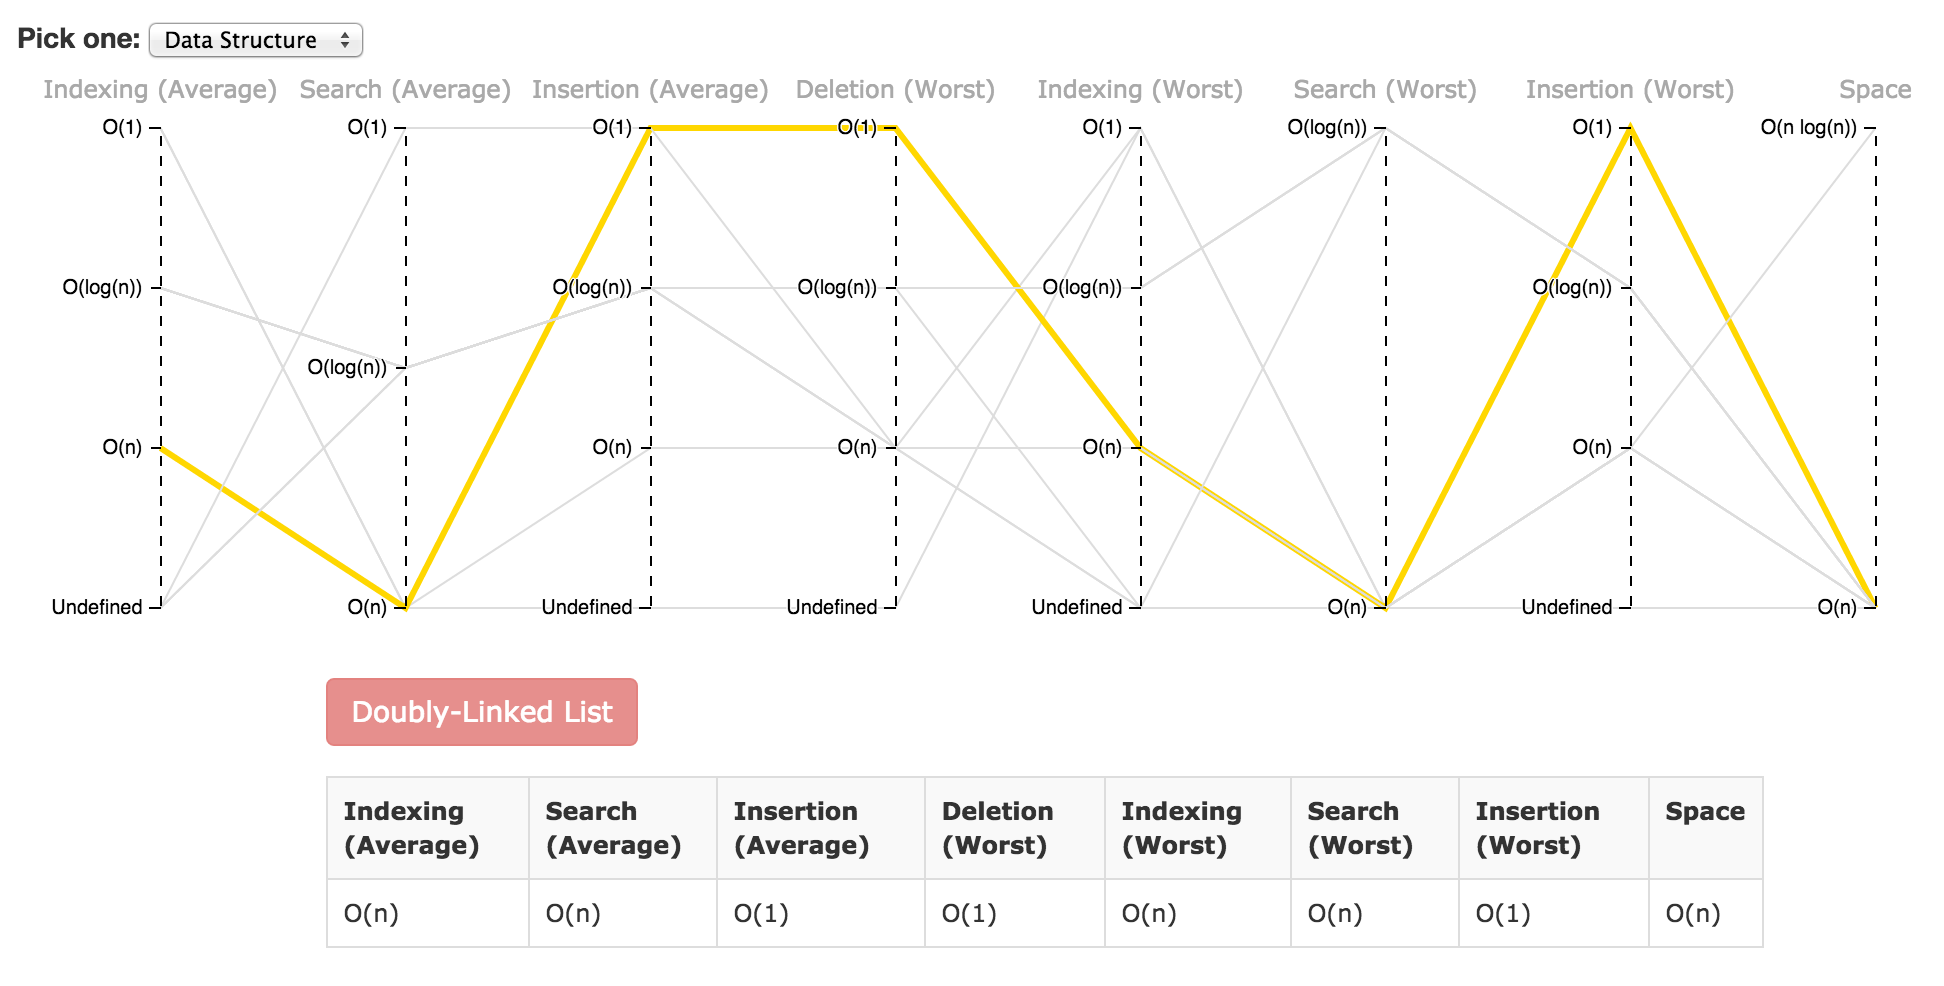 Pick one: Data Structure
Indexing (Average) Search (Average) Insertion (Average) Deletion (Worst) Indexing (Worst) Search (Worst) Insertion (Worst) Space
O(1) O(1) O(1) O(1) O(1) O(log(n)) O(1) O(n log(n))
O(log(n)) O(log(n)) O(log(n)) O(log(n)) O(log(n))
O(log(n))
O(n) O(n) O(n) O(n) O(n)
Undefined O(n) Undefined Undefined Undefined O(n) Undefined O(n)
Doubly-Linked List
Indexing Search Insertion Deletion Indexing Search Insertion Space
(Average) (Average) (Average) (Worst) (Worst) (Worst) (Worst)
O(n) O(n) O(1) O(1) O(n) O(n) O(1) O(n)